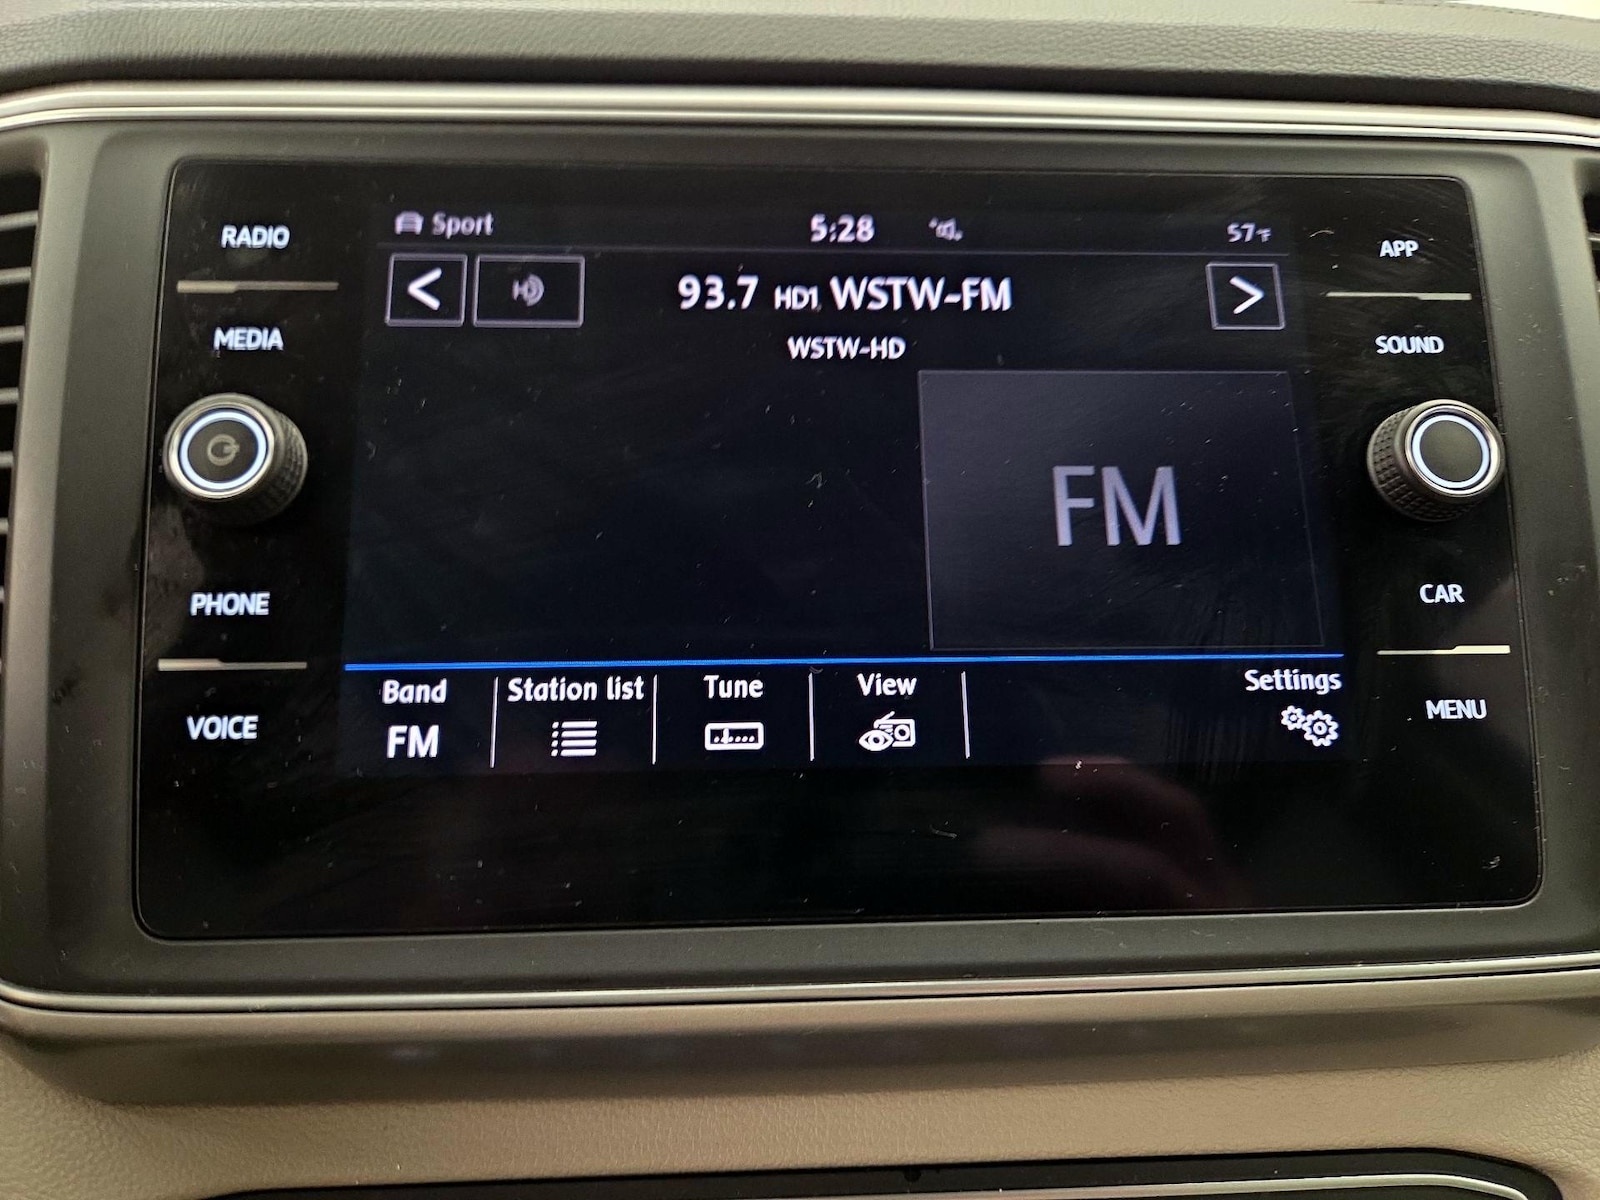 RADIO
MEDIA
PHONE
VOICE
Sport 5:28 57°F
HD 93.7 HD1 WSTW-FM
WSTW-HD
FM
Band Station list Tune View Settings
FM
APP
SOUND
CAR
MENU